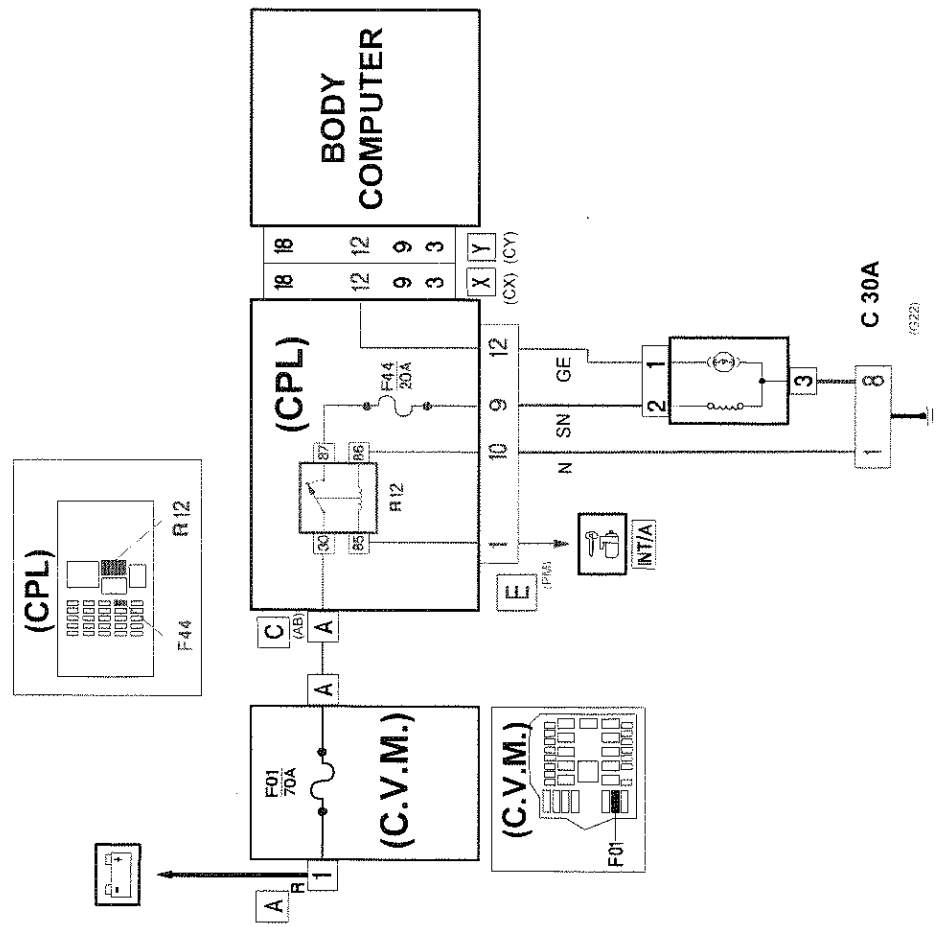 BODY
COMPUTER
18
12
9
3
Y
(CY)
18
12
9
3
X
(CX)
(CPL)
R12
F44
(CPL)
F44
20A
87
86
R12
30
85
12
9
10
1
E
GE
SN
N
INT/A
1
2
3
C 30A
(G22)
8
1
C
(AB)
A
A
F01
70A
(C.V.M.)
1
R
A
(C.V.M.)
F01